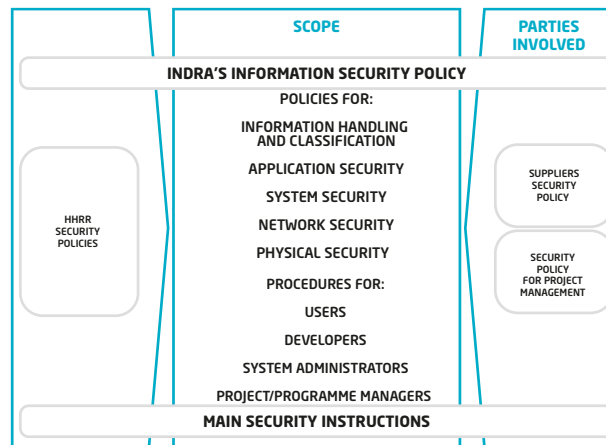 SCOPE
PARTIES
INVOLVED
INDRA'S INFORMATION SECURITY POLICY
POLICIES FOR:
INFORMATION HANDLING
AND CLASSIFICATION
APPLICATION SECURITY
SYSTEM SECURITY
NETWORK SECURITY
PHYSICAL SECURITY
PROCEDURES FOR:
USERS
DEVELOPERS
SYSTEM ADMINISTRATORS
PROJECT/PROGRAMME MANAGERS
HHRR
SECURITY
POLICIES
SUPPLIERS
SECURITY
POLICY
SECURITY
POLICY
FOR PROJECT
MANAGEMENT
MAIN SECURITY INSTRUCTIONS